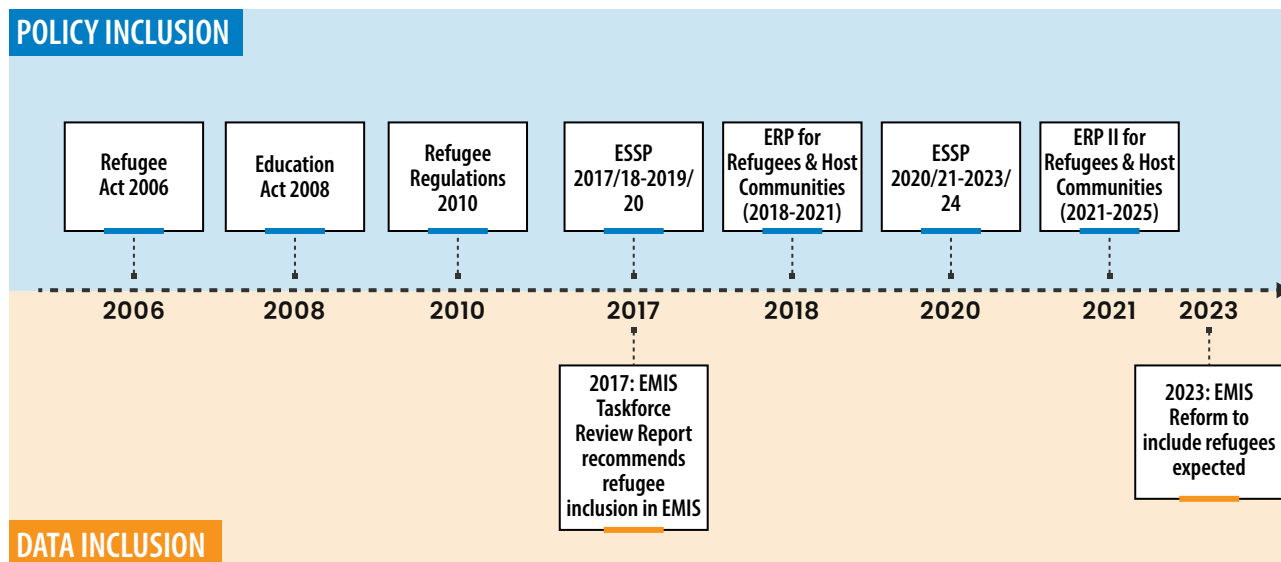 POLICY INCLUSION
Refugee
Act 2006
Education
Act 2008
Refugee
Regulations
2010
ESSP
2017/18-2019/
20
ERP for
Refugees & Host
Communities
(2018-2021)
ESSP
2020/21-2023/
24
ERP II for
Refugees & Host
Communities
(2021-2025)
2006
2008
2010
2017
2018
2020
2021
2023
2017: EMIS
Taskforce
Review Report
recommends
refugee
inclusion in EMIS
2023: EMIS
Reform to
include refugees
expected
DATA INCLUSION